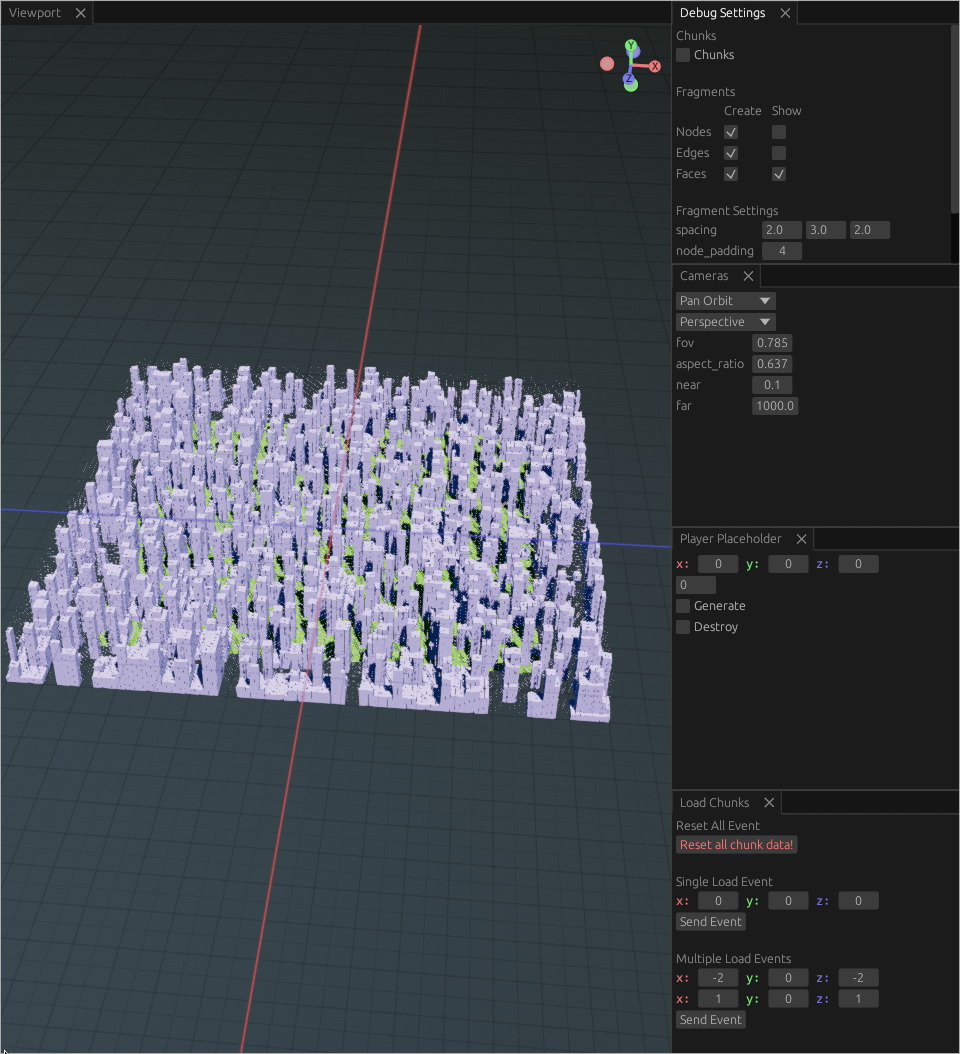 Viewport
Y
X
Z
Debug Settings
Chunks
Chunks
Fragments
Create Show
Nodes
Edges
Faces
Fragment Settings
spacing 2.0 3.0 2.0
node_padding 4
Cameras
Pan Orbit
Perspective
fov 0.785
aspect_ratio 0.637
near 0.1
far 1000.0
Player Placeholder
x: 0 y: 0 z: 0
0
Generate
Destroy
Load Chunks
Reset All Event
Reset all chunk data!
Single Load Event
x: 0 y: 0 z: 0
Send Event
Multiple Load Events
x: -2 y: 0 z: -2
x: 1 y: 0 z: 1
Send Event